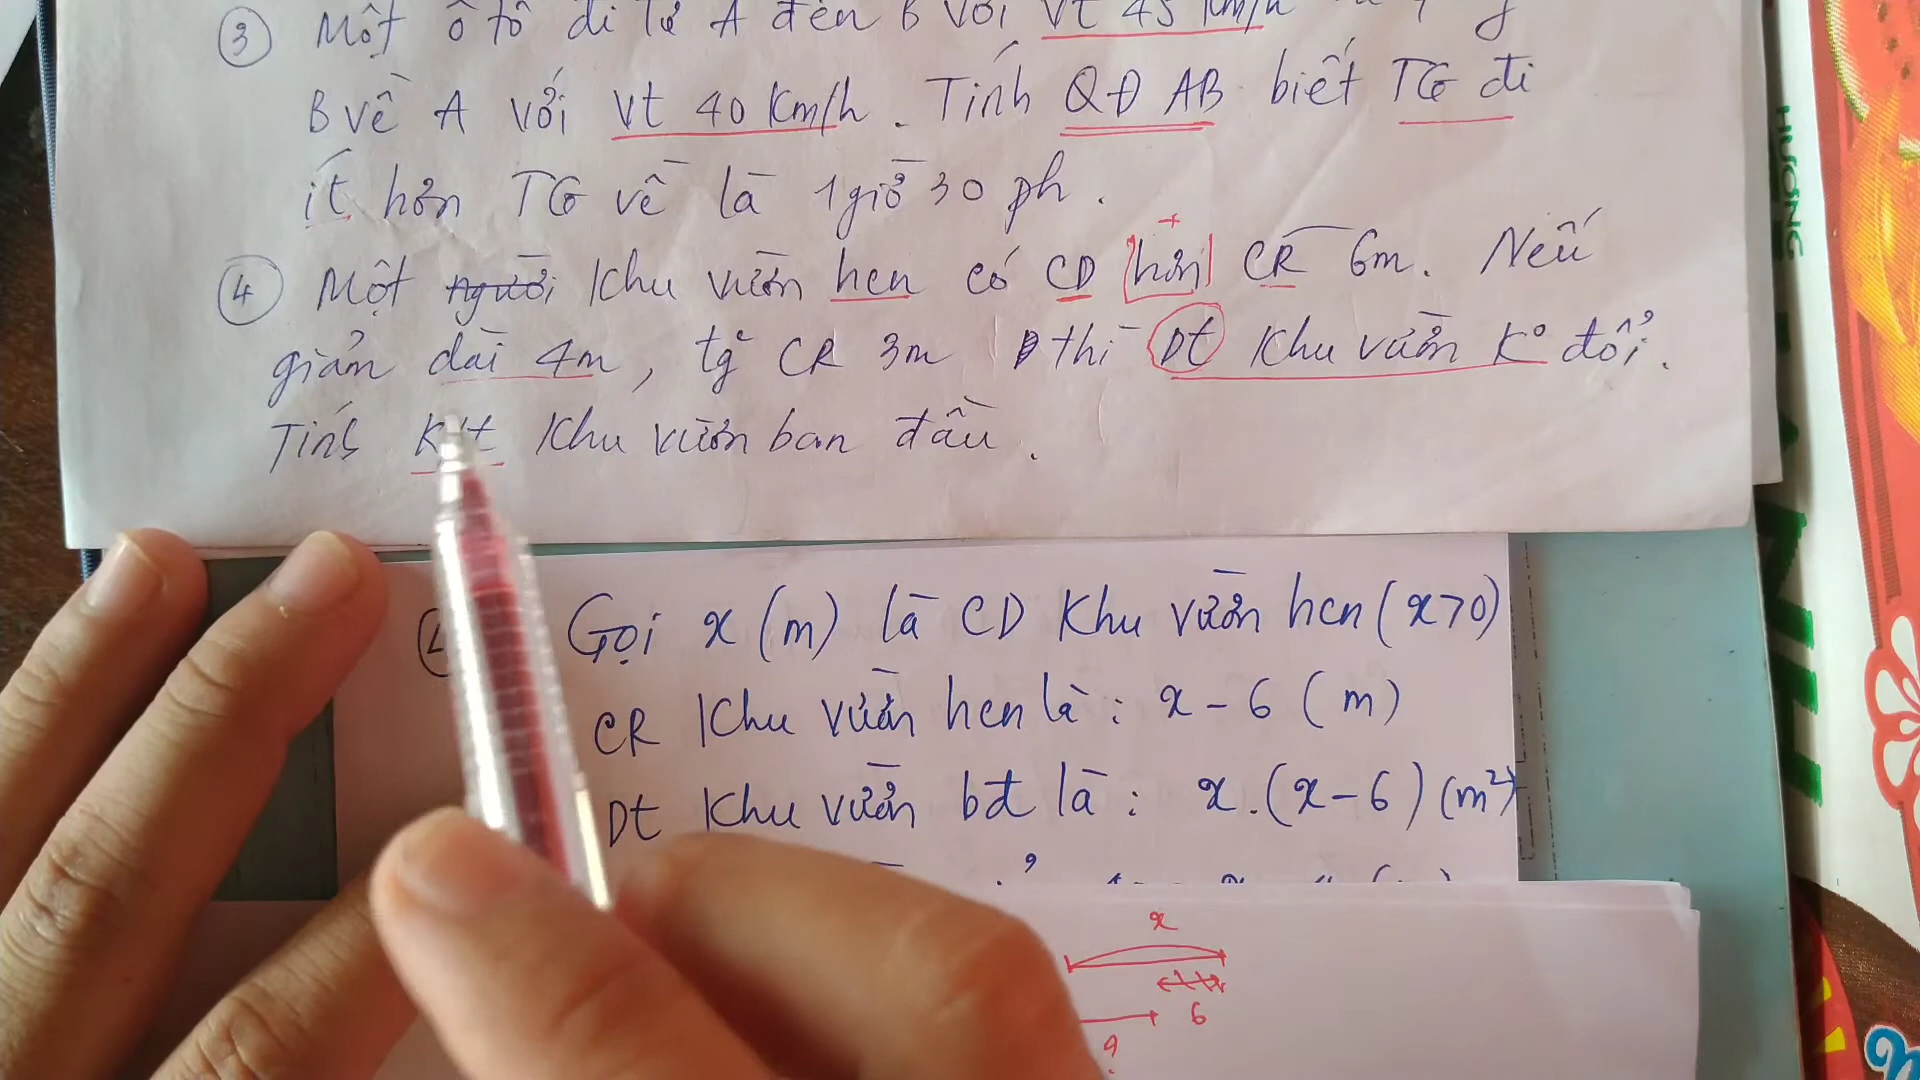 ③ Một ô tô đi từ A đến B với Vt 45 km/h
B về A với Vt 40 Km/h. Tính QĐ AB biết TG đi
ít hơn TG về là 1giờ 30 ph.
+
④ Một người Khu vườn hcn có CD hơn CR 6m. Nếu
giảm dài 4m, tg CR 3m thì Dt Khu vườn K° đổi.
Tính Kt Khu vườn ban đầu.
Gọi x (m) là CD Khu vườn hcn (x>0)
CR Khu vườn hcn là: x - 6 (m)
Dt Khu vườn bđ là: x.(x-6) (m²)
x
6
?
HƯƠNG